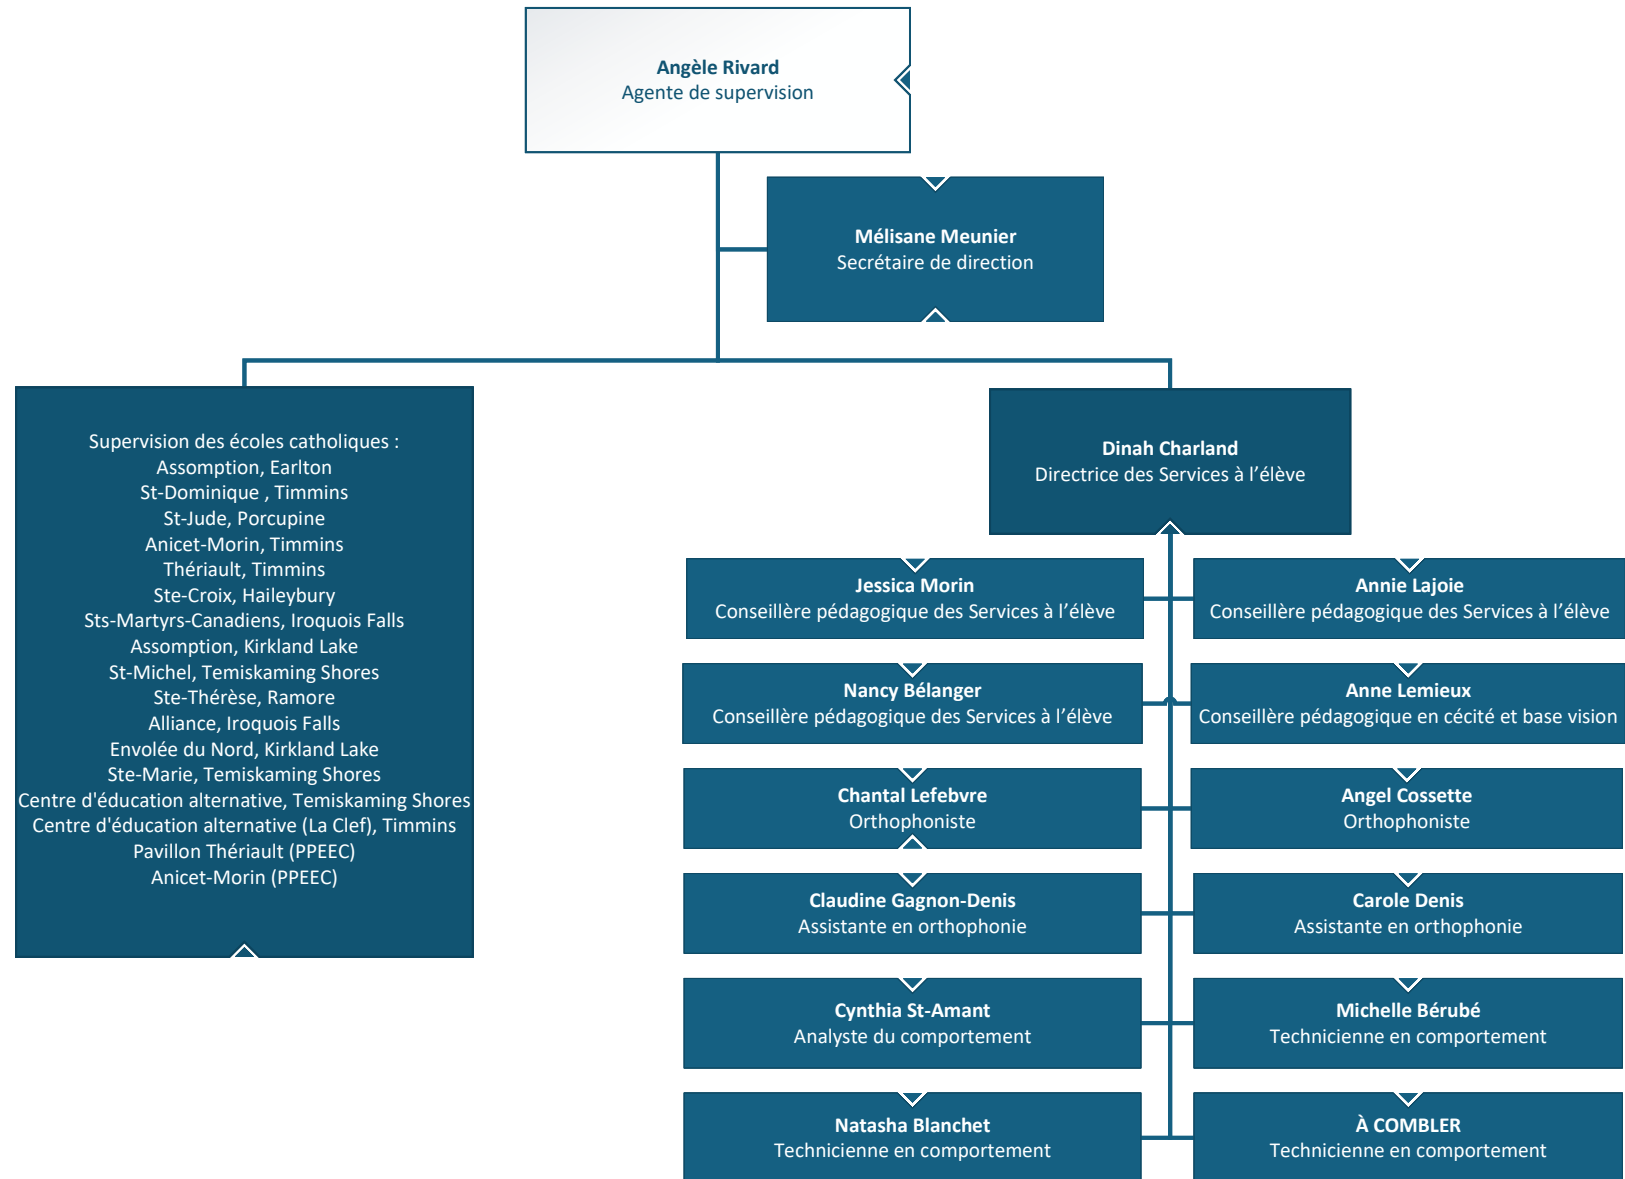 Angèle Rivard
Agente de supervision
Mélisane Meunier
Secrétaire de direction
Supervision des écoles catholiques :
Assomption, Earlton
St-Dominique , Timmins
St-Jude, Porcupine
Anicet-Morin, Timmins
Thériault, Timmins
Ste-Croix, Haileybury
Sts-Martyrs-Canadiens, Iroquois Falls
Assomption, Kirkland Lake
St-Michel, Temiskaming Shores
Ste-Thérèse, Ramore
Alliance, Iroquois Falls
Envolée du Nord, Kirkland Lake
Ste-Marie, Temiskaming Shores
Centre d'éducation alternative, Temiskaming Shores
Centre d'éducation alternative (La Clef), Timmins
Pavillon Thériault (PPEEC)
Anicet-Morin (PPEEC)
Dinah Charland
Directrice des Services à l’élève
Jessica Morin
Conseillère pédagogique des Services à l’élève
Annie Lajoie
Conseillère pédagogique des Services à l’élève
Nancy Bélanger
Conseillère pédagogique des Services à l’élève
Anne Lemieux
Conseillère pédagogique en cécité et base vision
Chantal Lefebvre
Orthophoniste
Angel Cossette
Orthophoniste
Claudine Gagnon-Denis
Assistante en orthophonie
Carole Denis
Assistante en orthophonie
Cynthia St-Amant
Analyste du comportement
Michelle Bérubé
Technicienne en comportement
Natasha Blanchet
Technicienne en comportement
À COMBLER
Technicienne en comportement